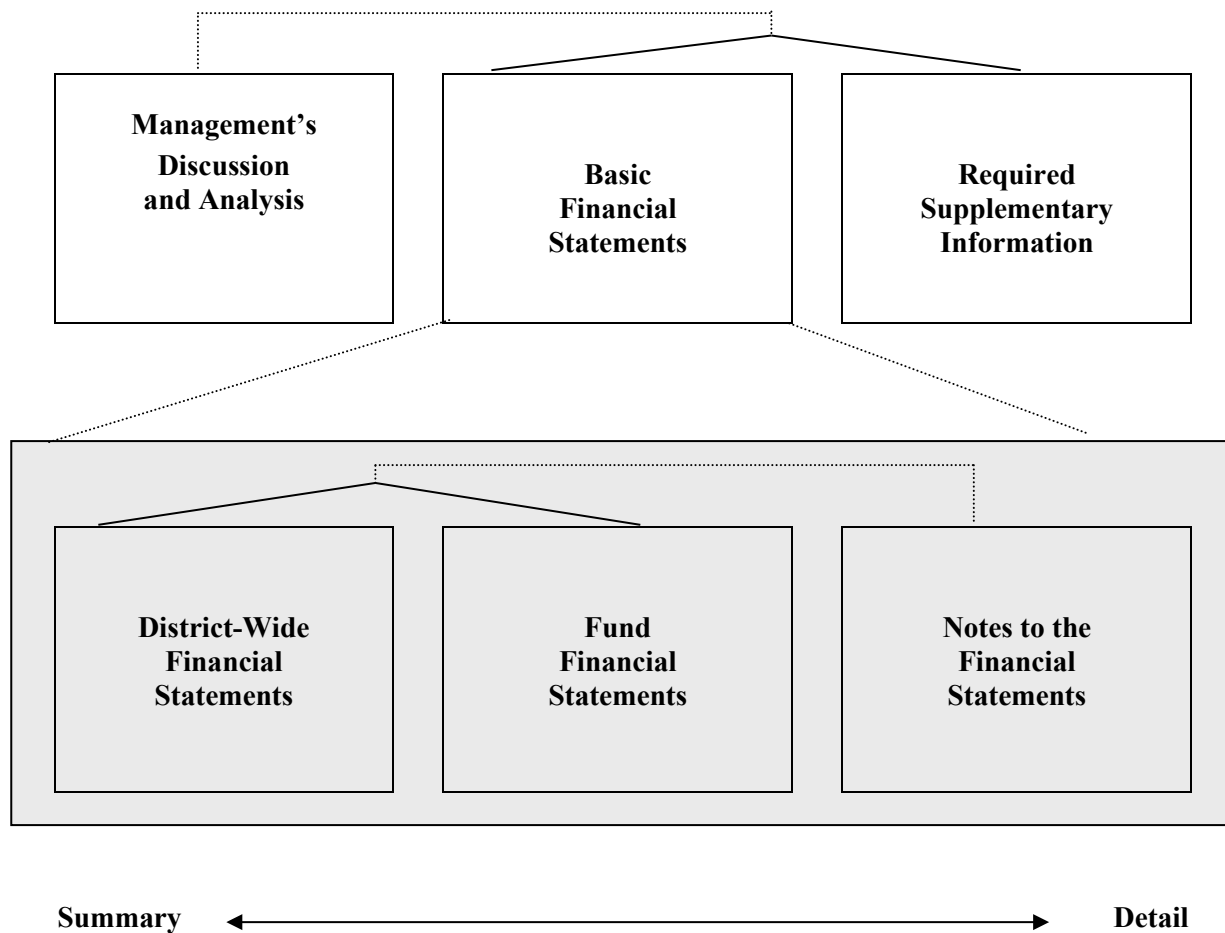 Management’s
Discussion
and Analysis
Basic
Financial
Statements
Required
Supplementary
Information
District-Wide
Financial
Statements
Fund
Financial
Statements
Notes to the
Financial
Statements
Summary
Detail